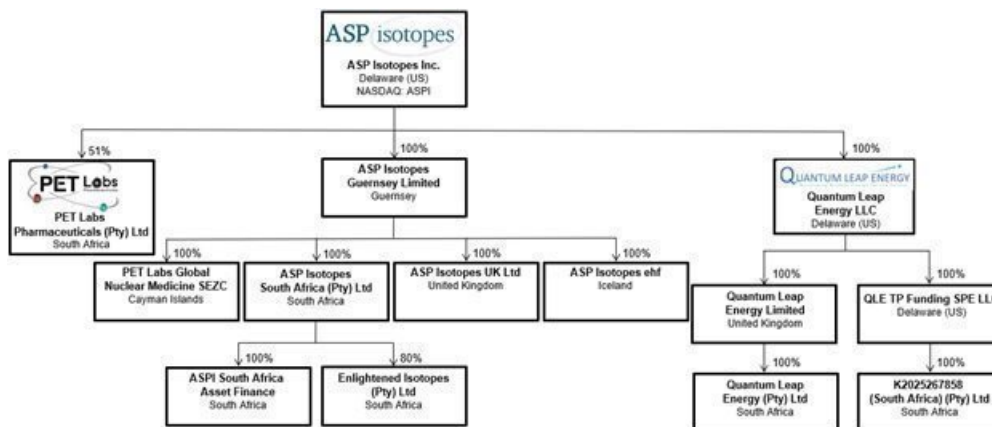 ASP isotopes
ASP Isotopes Inc.
Delaware (US)
NASDAQ: ASPI
51%
100%
100%
PET Labs
PET Labs
Pharmaceuticals (Pty) Ltd
South Africa
ASP Isotopes
Guernsey Limited
Guernsey
QUANTUM LEAP ENERGY
Quantum Leap
Energy LLC
Delaware (US)
100%
100%
100%
100%
100%
100%
PET Labs Global
Nuclear Medicine SEZC
Cayman Islands
ASP Isotopes
South Africa (Pty) Ltd
South Africa
ASP Isotopes UK Ltd
United Kingdom
ASP Isotopes ehf
Iceland
Quantum Leap
Energy Limited
United Kingdom
QLE TP Funding SPE LL
Delaware (US)
100%
80%
100%
100%
ASPI South Africa
Asset Finance
South Africa
Enlightened Isotopes
(Pty) Ltd
South Africa
Quantum Leap
Energy (Pty) Ltd
South Africa
K2025267858
(South Africa) (Pty) Ltd
South Africa